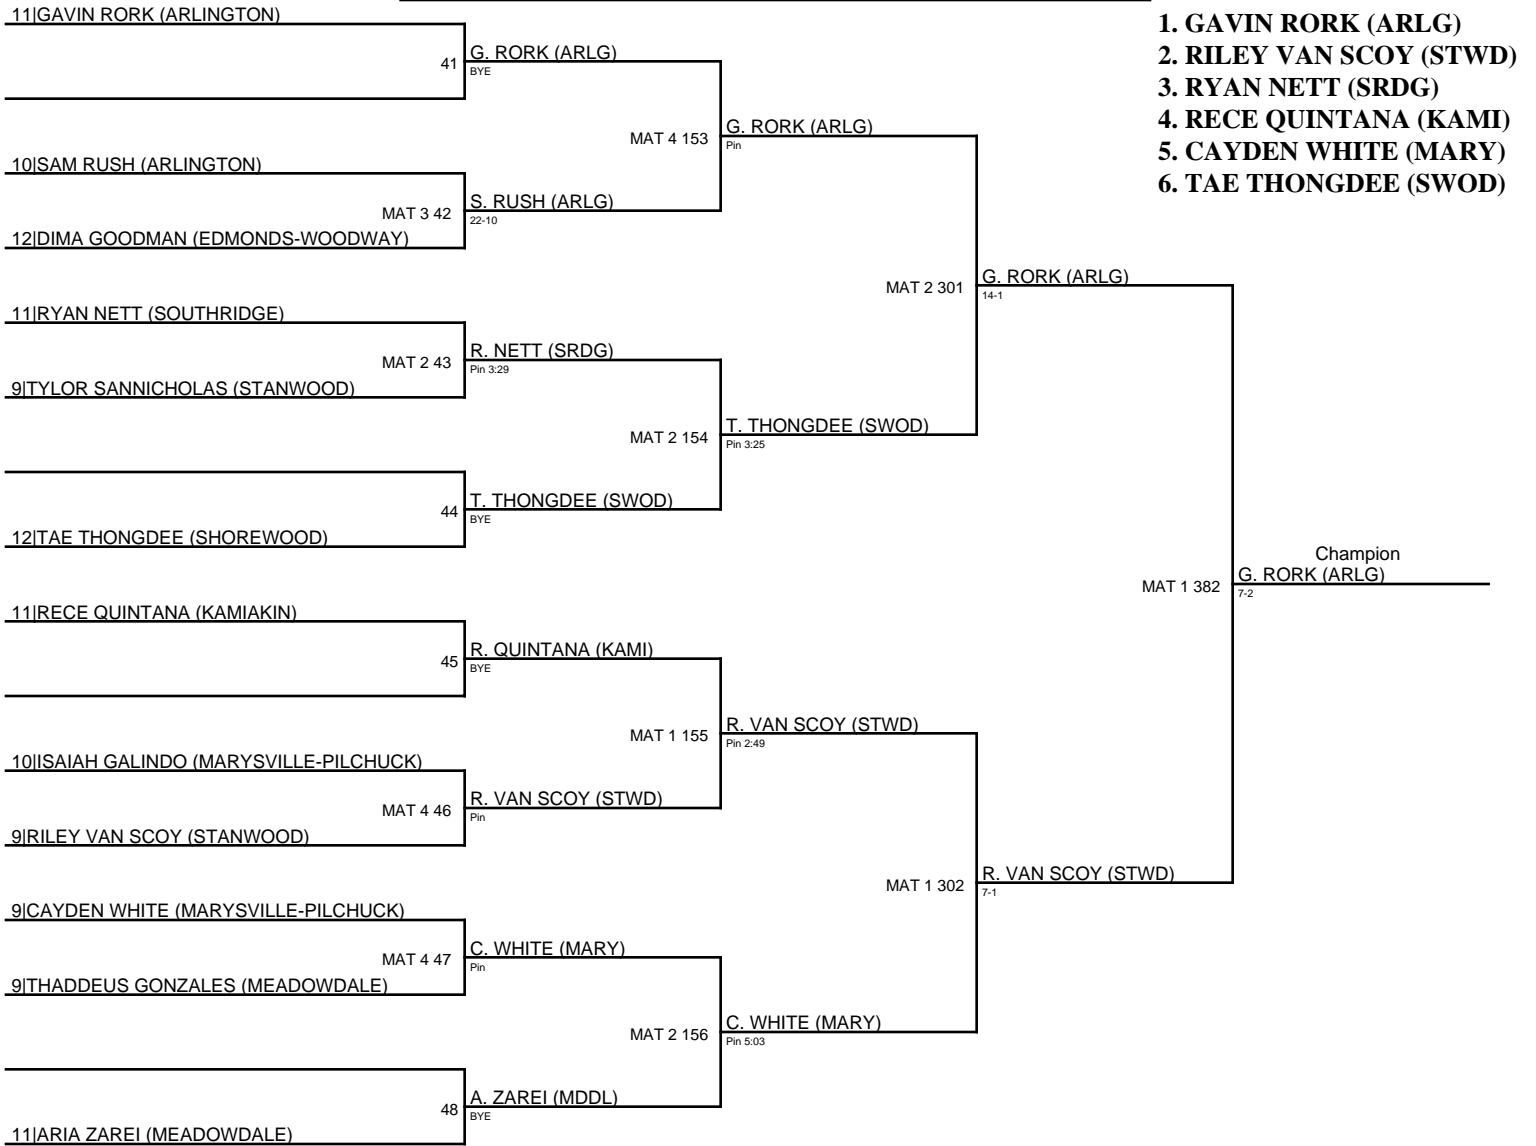 11|GAVIN RORK (ARLINGTON)
41
G. RORK (ARLG)
BYE
MAT 4 153
G. RORK (ARLG)
Pin
10|SAM RUSH (ARLINGTON)
MAT 3 42
S. RUSH (ARLG)
22-10
12|DIMA GOODMAN (EDMONDS-WOODWAY)
MAT 2 301
G. RORK (ARLG)
14-1
11|RYAN NETT (SOUTHRIDGE)
MAT 2 43
R. NETT (SRDG)
Pin 3:29
9|TYLOR SANNICHOLAS (STANWOOD)
MAT 2 154
T. THONGDEE (SWOD)
Pin 3:25
44
T. THONGDEE (SWOD)
BYE
12|TAE THONGDEE (SHOREWOOD)
MAT 1 382
Champion
G. RORK (ARLG)
7-2
11|RECE QUINTANA (KAMIAKIN)
45
R. QUINTANA (KAMI)
BYE
MAT 1 155
R. VAN SCOY (STWD)
Pin 2:49
10|ISAIAH GALINDO (MARYSVILLE-PILCHUCK)
MAT 4 46
R. VAN SCOY (STWD)
Pin
9|RILEY VAN SCOY (STANWOOD)
MAT 1 302
R. VAN SCOY (STWD)
7-1
9|CAYDEN WHITE (MARYSVILLE-PILCHUCK)
MAT 4 47
C. WHITE (MARY)
Pin
9|THADDEUS GONZALES (MEADOWDALE)
MAT 2 156
C. WHITE (MARY)
Pin 5:03
48
A. ZAREI (MDDL)
BYE
11|ARIA ZAREI (MEADOWDALE)
1. GAVIN RORK (ARLG)
2. RILEY VAN SCOY (STWD)
3. RYAN NETT (SRDG)
4. RECE QUINTANA (KAMI)
5. CAYDEN WHITE (MARY)
6. TAE THONGDEE (SWOD)